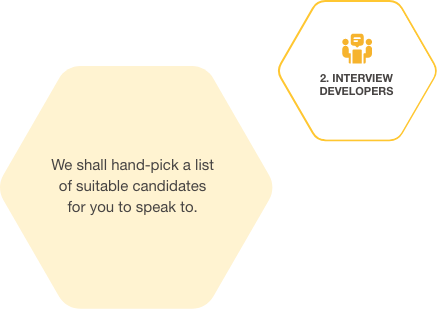 2. INTERVIEW
DEVELOPERS
We shall hand-pick a list
of suitable candidates
for you to speak to.